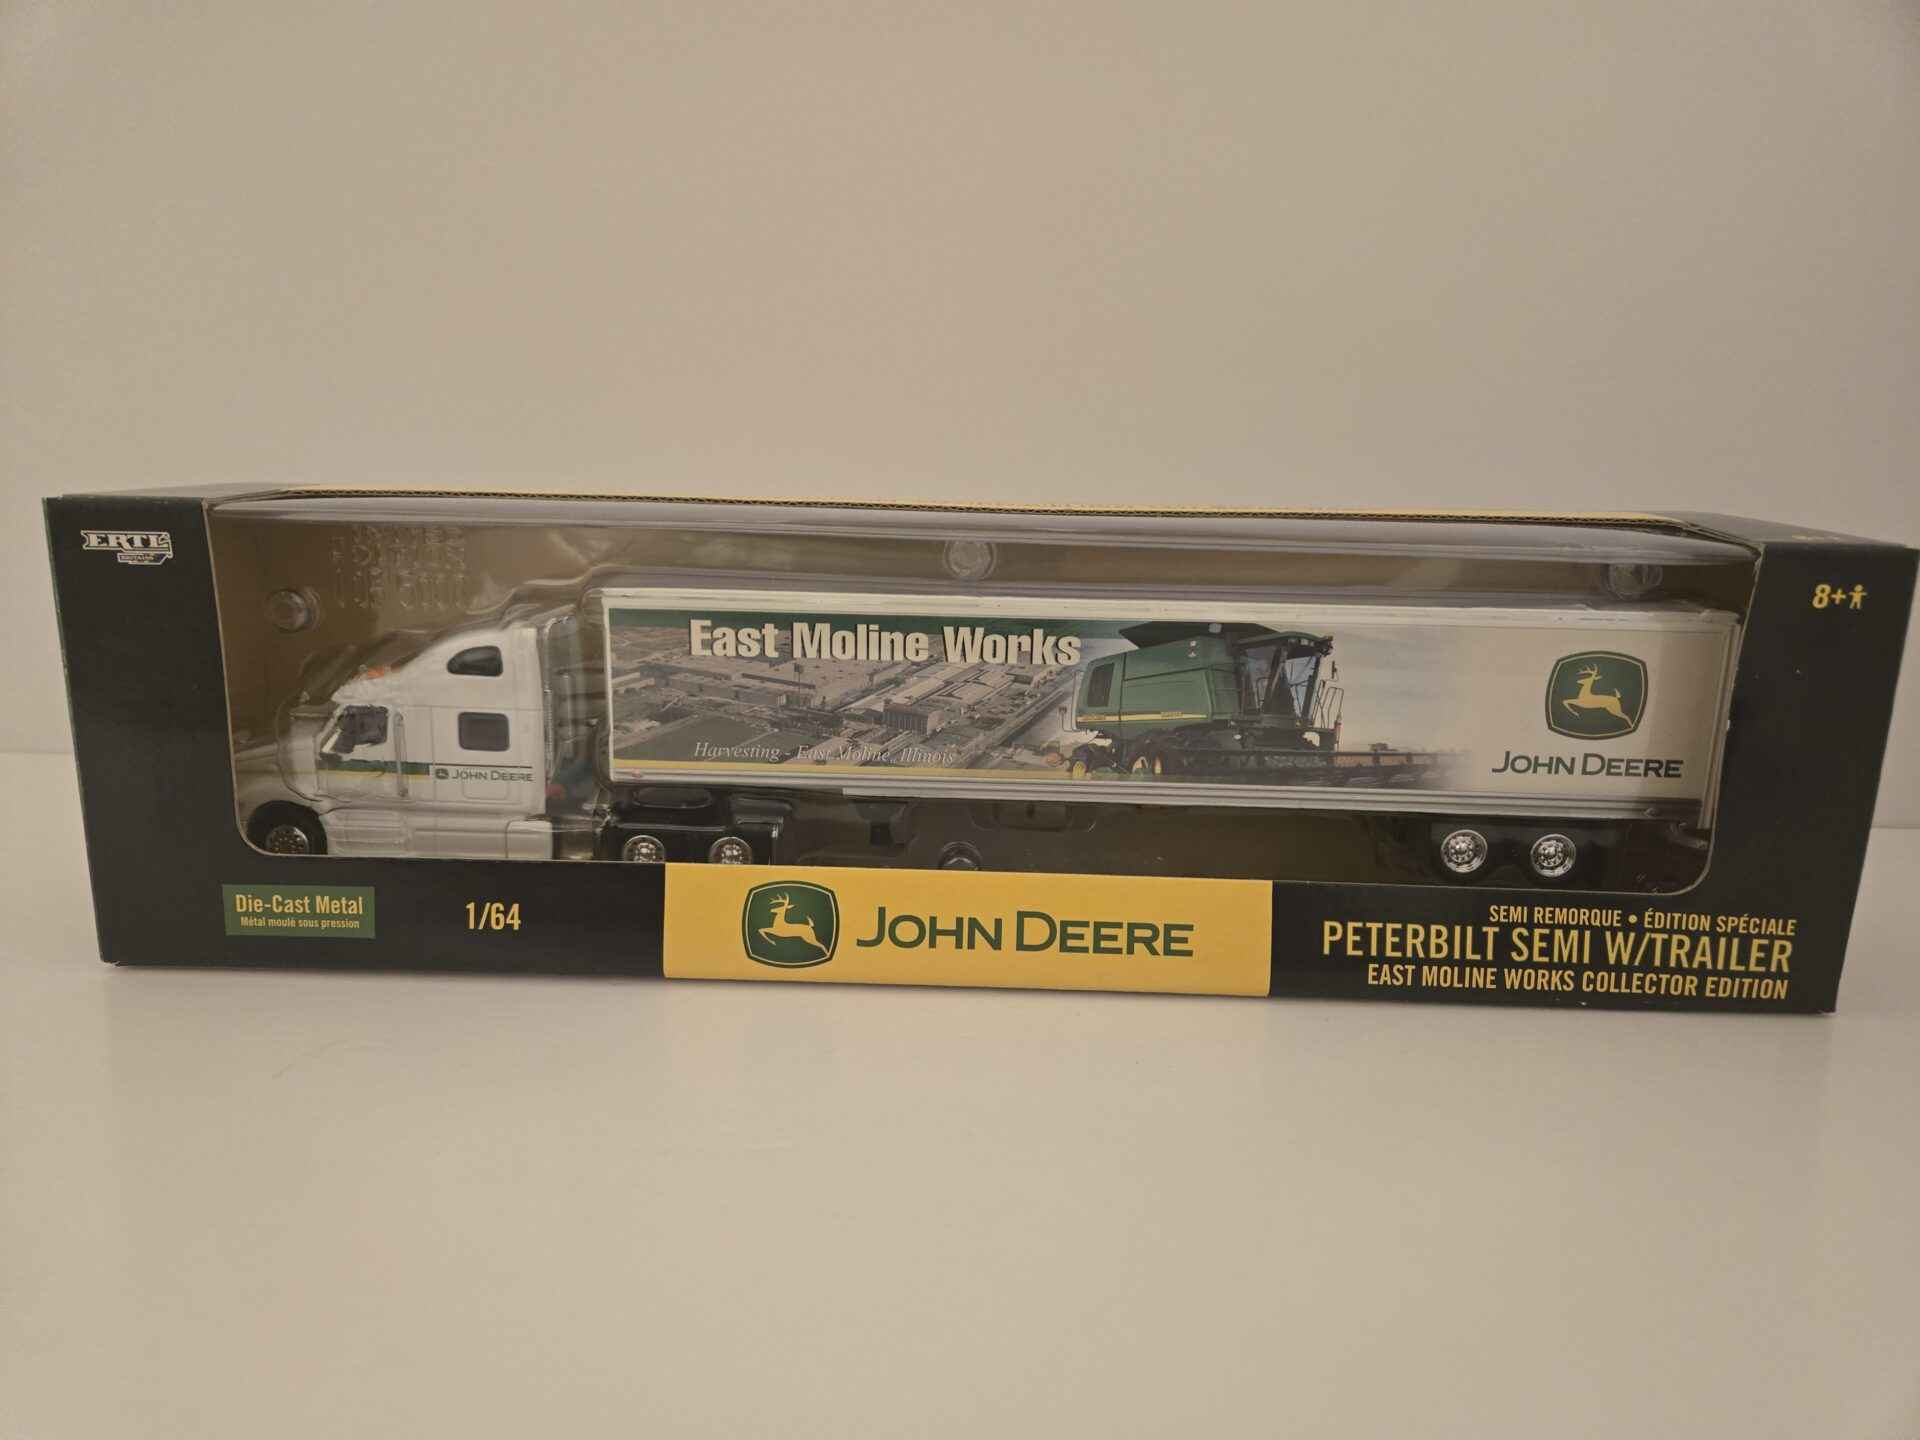 ERTL
BRITAINS
8+
East Moline Works
Harvesting - East Moline, Illinois
JOHN DEERE
JOHN DEERE
Die-Cast Metal
Métal moulé sous pression
1/64
JOHN DEERE
SEMI REMORQUE • ÉDITION SPÉCIALE
PETERBILT SEMI W/TRAILER
EAST MOLINE WORKS COLLECTOR EDITION